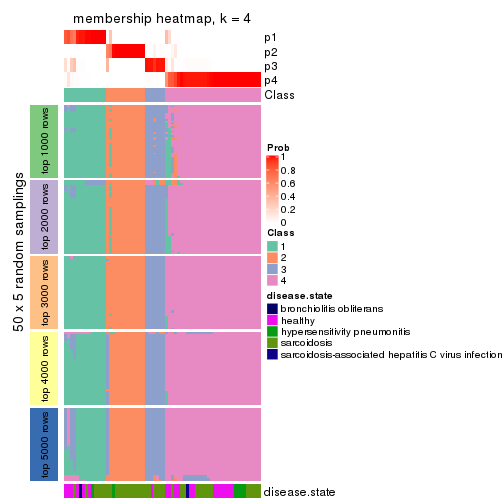 membership heatmap, k = 4
p1
p2
p3
p4
Class
50 x 5 random samplings
top 1000 rows
top 2000 rows
top 3000 rows
top 4000 rows
top 5000 rows
disease.state
Prob
1
0.8
0.6
0.4
0.2
0
Class
1
2
3
4
disease.state
bronchiolitis obliterans
healthy
hypersensitivity pneumonitis
sarcoidosis
sarcoidosis-associated hepatitis C virus infection